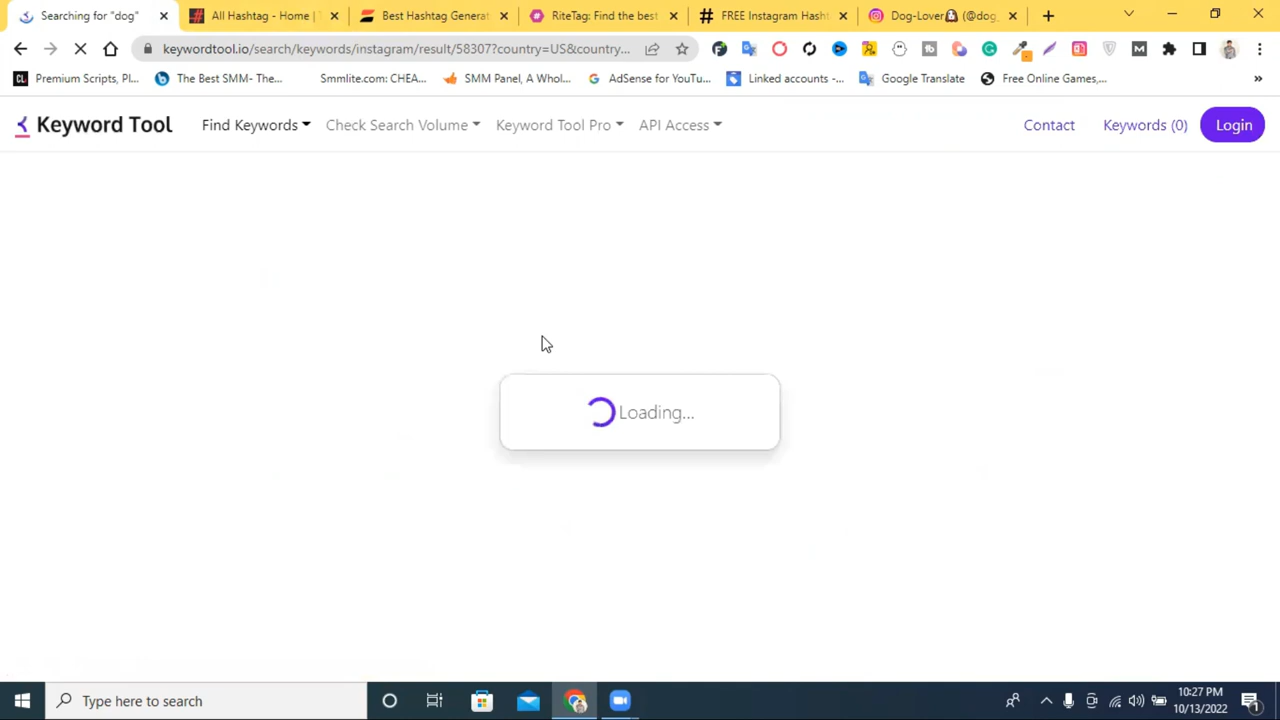 Searching for "dog"
All Hashtag - Home | T
Best Hashtag Generat
RiteTag: Find the best
FREE Instagram Hasht
Dog-Lover (@dog_
keywordtool.io/search/keywords/instagram/result/58307?country=US&country...
Premium Scripts, Pl...
The Best SMM- The...
Smmlite.com: CHEA...
SMM Panel, A Whol...
AdSense for YouTu...
Linked accounts -...
Google Translate
Free Online Games,...
»
Keyword Tool
Find Keywords
Check Search Volume
Keyword Tool Pro
API Access
Contact
Keywords (0)
Login
Loading...
Type here to search
10:27 PM
10/13/2022